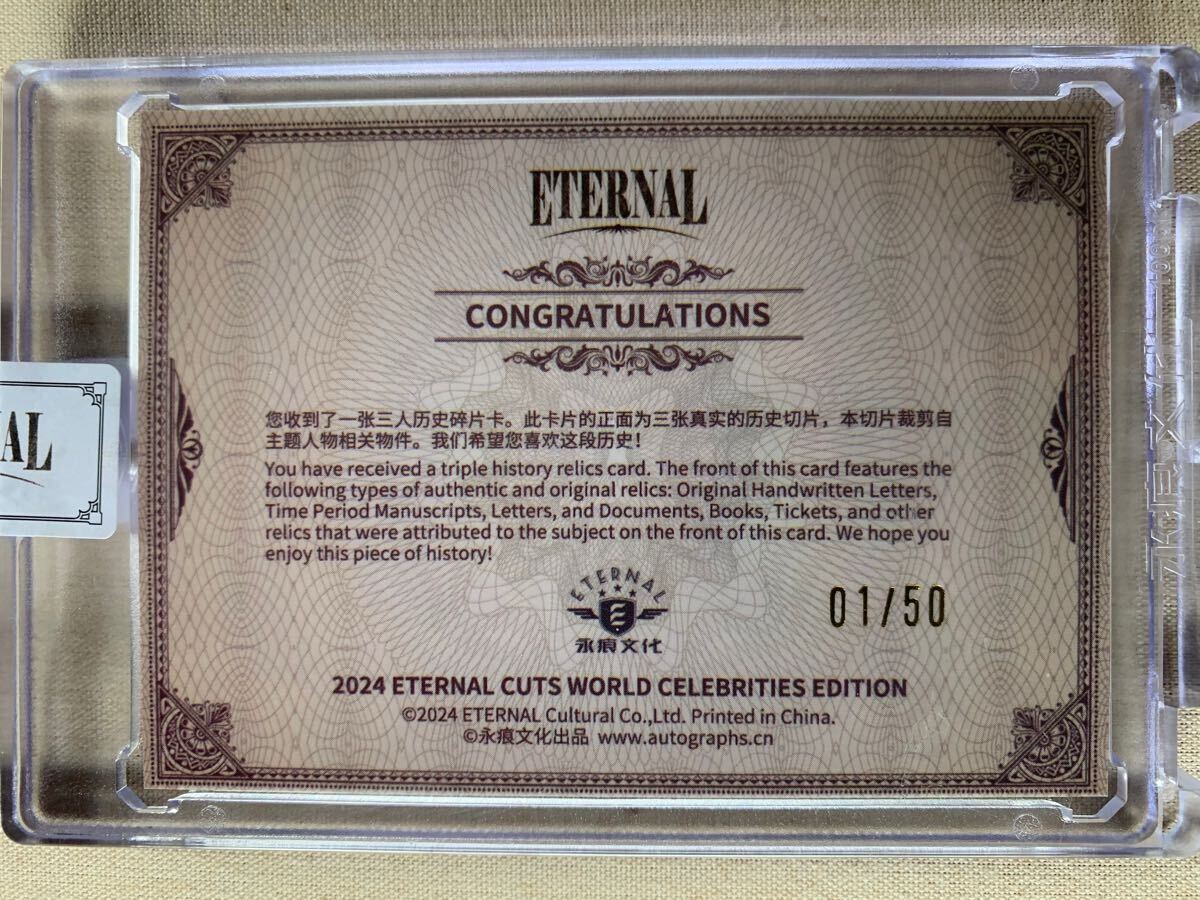 ETERNAL
CONGRATULATIONS
您收到了一张三人历史碎片卡。此卡片的正面为三张真实的历史切片，本切片裁剪自
主题人物相关物件。我们希望您喜欢这段历史！
You have received a triple history relics card. The front of this card features the
following types of authentic and original relics: Original Handwritten Letters,
Time Period Manuscripts, Letters, and Documents, Books, Tickets, and other
relics that were attributed to the subject on the front of this card. We hope you
enjoy this piece of history!
ETERNAL
永痕文化
01/50
2024 ETERNAL CUTS WORLD CELEBRITIES EDITION
©2024 ETERNAL Cultural Co.,Ltd. Printed in China.
©永痕文化出品 www.autographs.cn
NAL